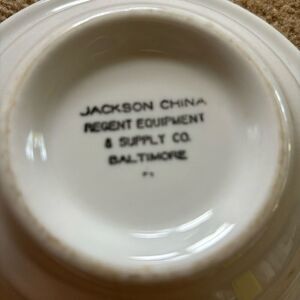 JACKSON CHINA
REGENT EQUIPMENT
& SUPPLY CO.
BALTIMORE